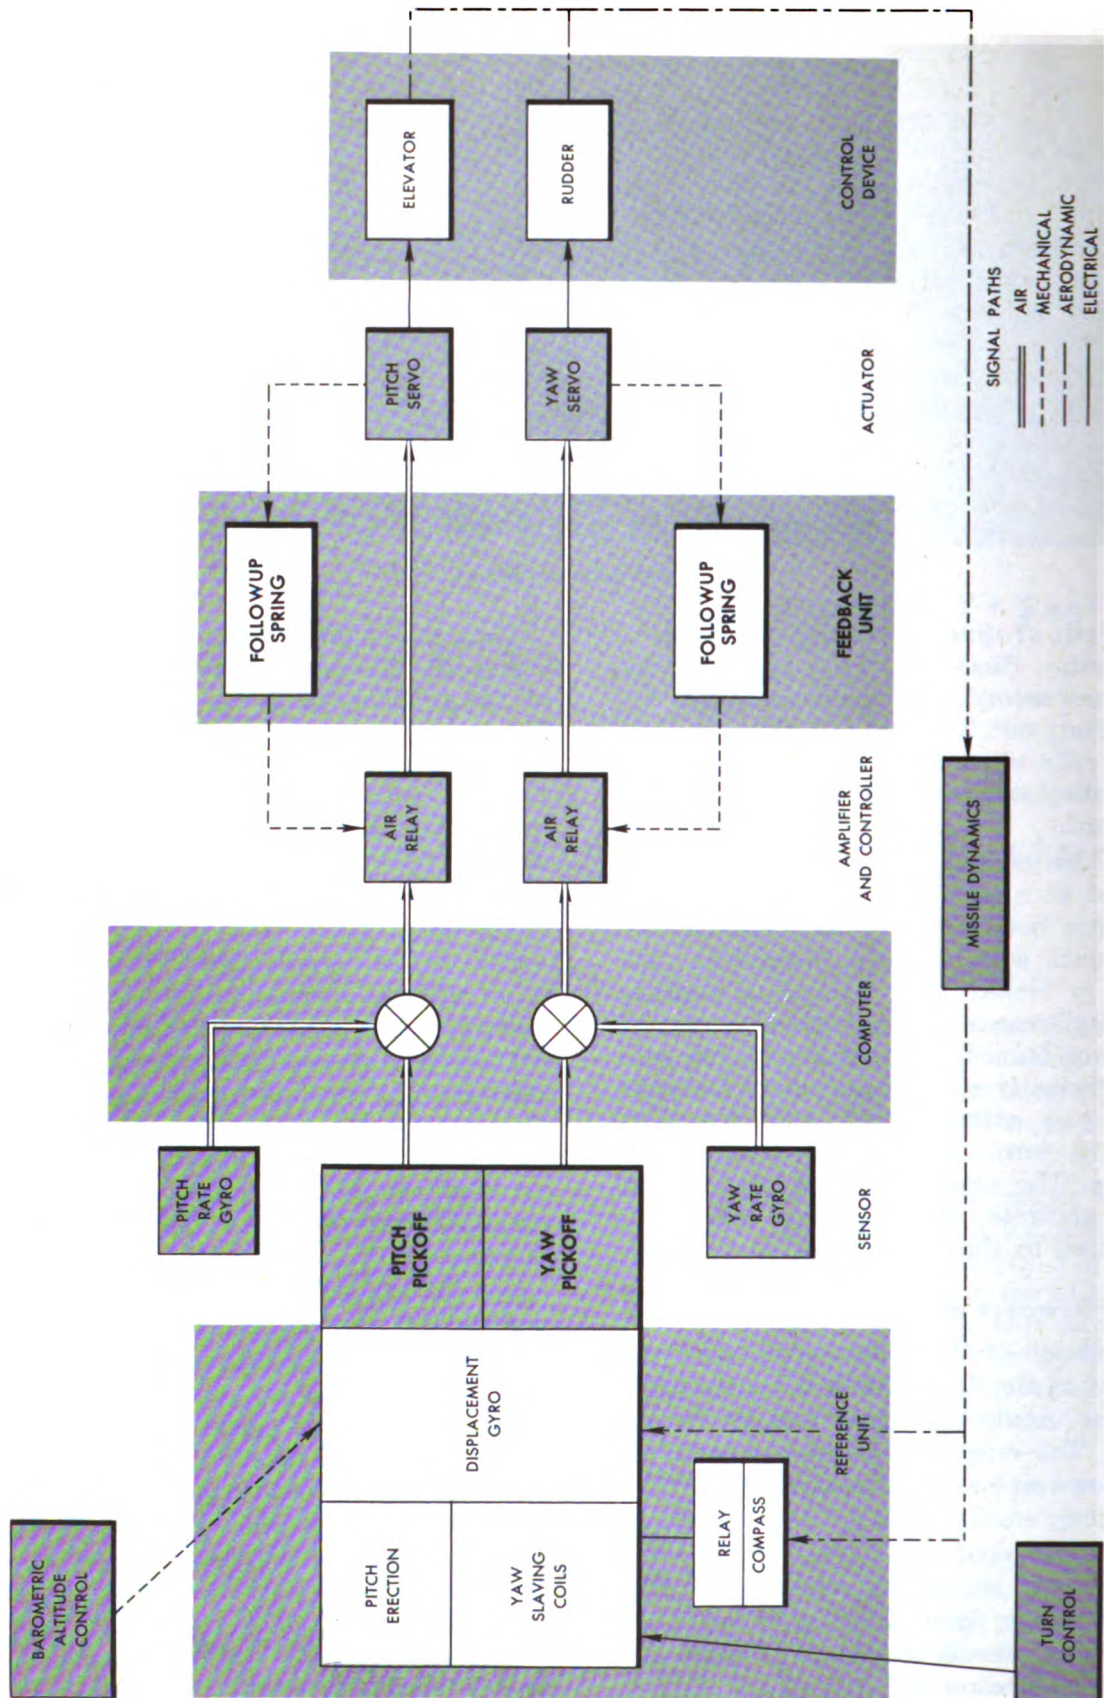 BAROMETRIC
ALTITUDE
CONTROL
PITCH
ERECTION
YAW
SLAVING
COILS
DISPLACEMENT
GYRO
RELAY
COMPASS
REFERENCE
UNIT
TURN
CONTROL
PITCH
RATE
GYRO
PITCH
PICKOFF
YAW
PICKOFF
YAW
RATE
GYRO
SENSOR
COMPUTER
AIR
RELAY
AIR
RELAY
AMPLIFIER
AND CONTROLLER
FOLLOWUP
SPRING
FOLLOWUP
SPRING
FEEDBACK
UNIT
PITCH
SERVO
YAW
SERVO
ACTUATOR
ELEVATOR
RUDDER
CONTROL
DEVICE
MISSILE DYNAMICS
SIGNAL PATHS
AIR
MECHANICAL
AERODYNAMIC
ELECTRICAL